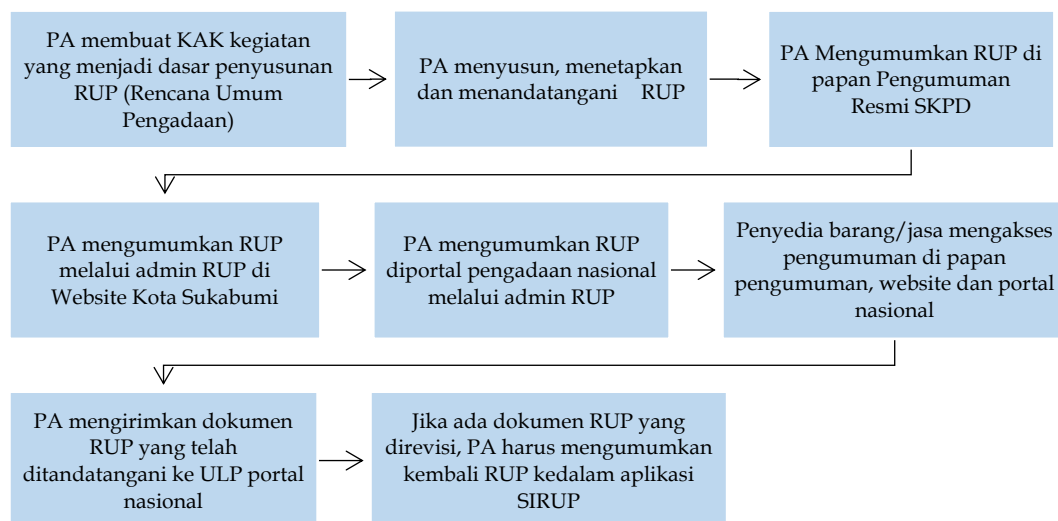 PA membuat KAK kegiatan
yang menjadi dasar penyusunan
RUP (Rencana Umum
Pengadaan)
PA menyusun, menetapkan
dan menandatangani RUP
PA Mengumumkan RUP di
papan Pengumuman
Resmi SKPD
PA mengumumkan RUP
melalui admin RUP di
Website Kota Sukabumi
PA mengumumkan RUP
diportal pengadaan nasional
melalui admin RUP
Penyedia barang/jasa mengakses
pengumuman di papan
pengumuman, website dan portal
nasional
PA mengirimkan dokumen
RUP yang telah
ditandatangani ke ULP portal
nasional
Jika ada dokumen RUP yang
direvisi, PA harus mengumumkan
kembali RUP kedalam aplikasi
SIRUP